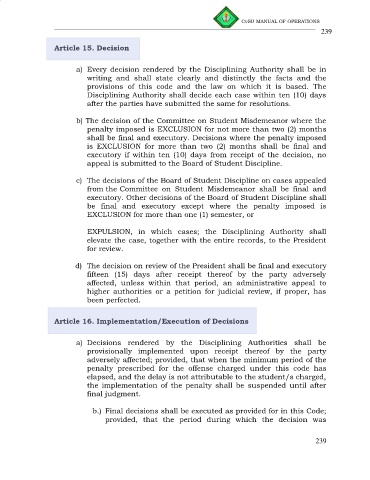 CvSU MANUAL OF OPERATIONS
239
Article 15. Decision
a) Every decision rendered by the Disciplining Authority shall be in
writing and shall state clearly and distinctly the facts and the
provisions of this code and the law on which it is based. The
Disciplining Authority shall decide each case within ten (10) days
after the parties have submitted the same for resolutions.
b) The decision of the Committee on Student Misdemeanor where the
penalty imposed is EXCLUSION for not more than two (2) months
shall be final and executory. Decisions where the penalty imposed
is EXCLUSION for more than two (2) months shall be final and
executory if within ten (10) days from receipt of the decision, no
appeal is submitted to the Board of Student Discipline.
c) The decisions of the Board of Student Discipline on cases appealed
from the Committee on Student Misdemeanor shall be final and
executory. Other decisions of the Board of Student Discipline shall
be final and executory except where the penalty imposed is
EXCLUSION for more than one (1) semester, or
EXPULSION, in which cases; the Disciplining Authority shall
elevate the case, together with the entire records, to the President
for review.
d) The decision on review of the President shall be final and executory
fifteen (15) days after receipt thereof by the party adversely
affected, unless within that period, an administrative appeal to
higher authorities or a petition for judicial review, if proper, has
been perfected.
Article 16. Implementation/Execution of Decisions
a) Decisions rendered by the Disciplining Authorities shall be
provisionally implemented upon receipt thereof by the party
adversely affected; provided, that when the minimum period of the
penalty prescribed for the offense charged under this code has
elapsed, and the delay is not attributable to the student/s charged,
the implementation of the penalty shall be suspended until after
final judgment.
b.) Final decisions shall be executed as provided for in this Code;
provided, that the period during which the decision was
239